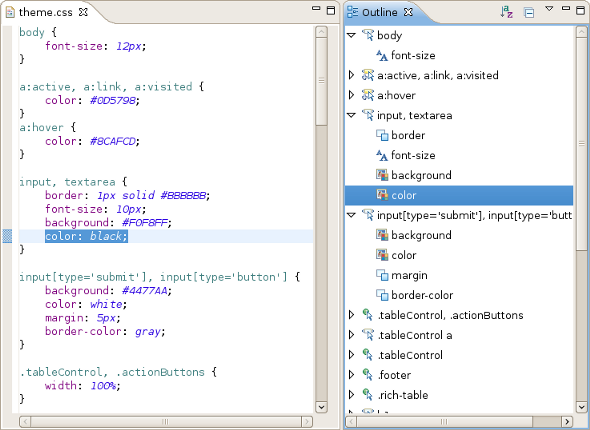 theme.css
body {
font-size: 12px;
}
a:active, a:link, a:visited {
color: #0D5798;
}
a:hover {
color: #8CAFCD;
}
input, textarea {
border: 1px solid #BBBBBB;
font-size: 10px;
background: #F0F8FF;
color: black;
}
input[type='submit'], input[type='button'] {
background: #4477AA;
color: white;
margin: 5px;
border-color: gray;
}
.tableControl, .actionButtons {
width: 100%;
}
Outline
body
font-size
a:active, a:link, a:visited
a:hover
input, textarea
border
font-size
background
color
input[type='submit'], input[type='butt
background
color
margin
border-color
.tableControl, .actionButtons
.tableControl a
.tableControl
.footer
.rich-table